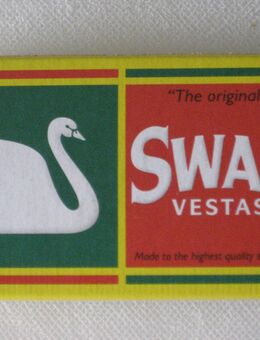 "The original
SWA
VESTAS
Made to the highest quality